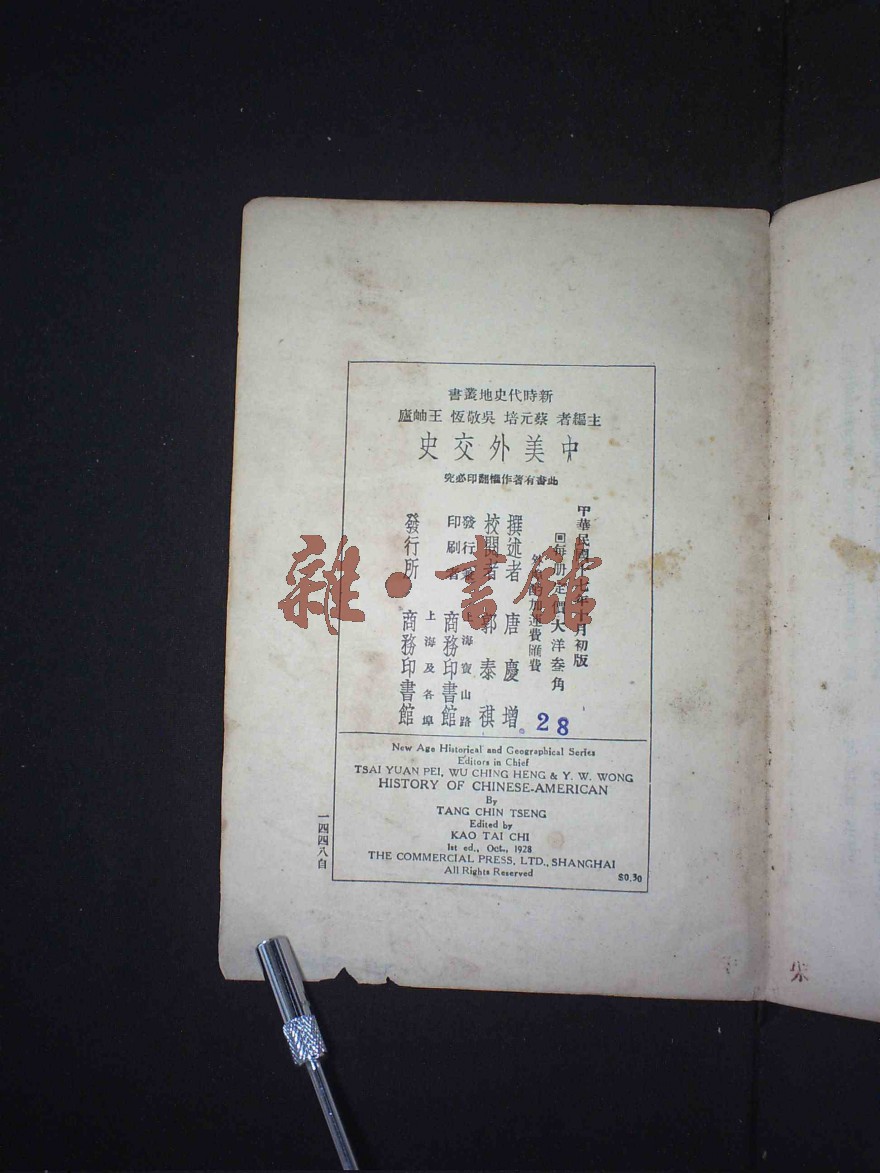 新時代史地叢書
主編者 蔡元培 吳敬恆 王岫廬
中美外交史
此書有著作權翻印必究
中華民國十七年十月初版
每册定價大洋叁角
外埠酌加運費匯費
撰述者 唐慶增
校閱者 郭泰祺
發行兼印刷者 上海寶山路 商務印書館
發行所 上海及各埠 商務印書館
28
New Age Historical and Geographical Series
Editors in Chief
TSAI YUAN PEI, WU CHING HENG & Y. W. WONG
HISTORY OF CHINESE-AMERICAN
By
TANG CHIN TSENG
Edited by
KAO TAI CHI
1st ed., Oct., 1928
THE COMMERCIAL PRESS, LTD., SHANGHAI
All Rights Reserved
$0.30
一四四八自
雜·書館